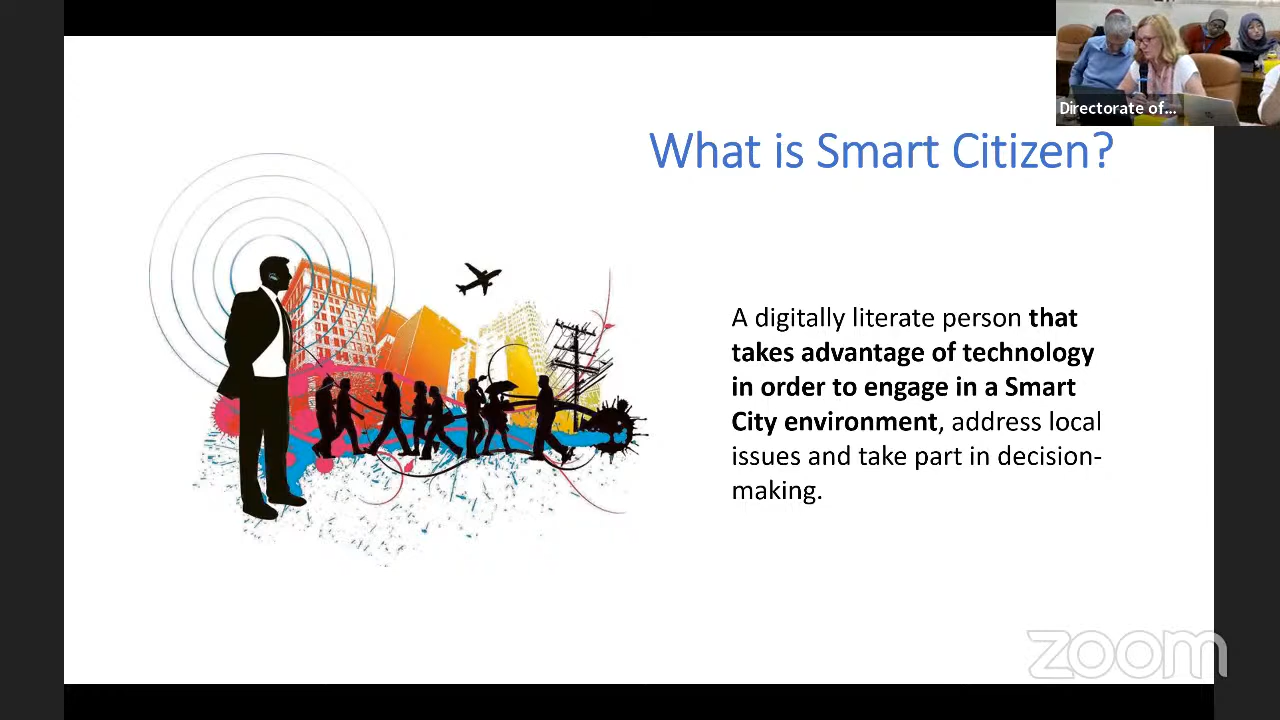 Directorate of...
What is Smart Citizen?
A digitally literate person that
takes advantage of technology
in order to engage in a Smart
City environment, address local
issues and take part in decision-
making.
zoom